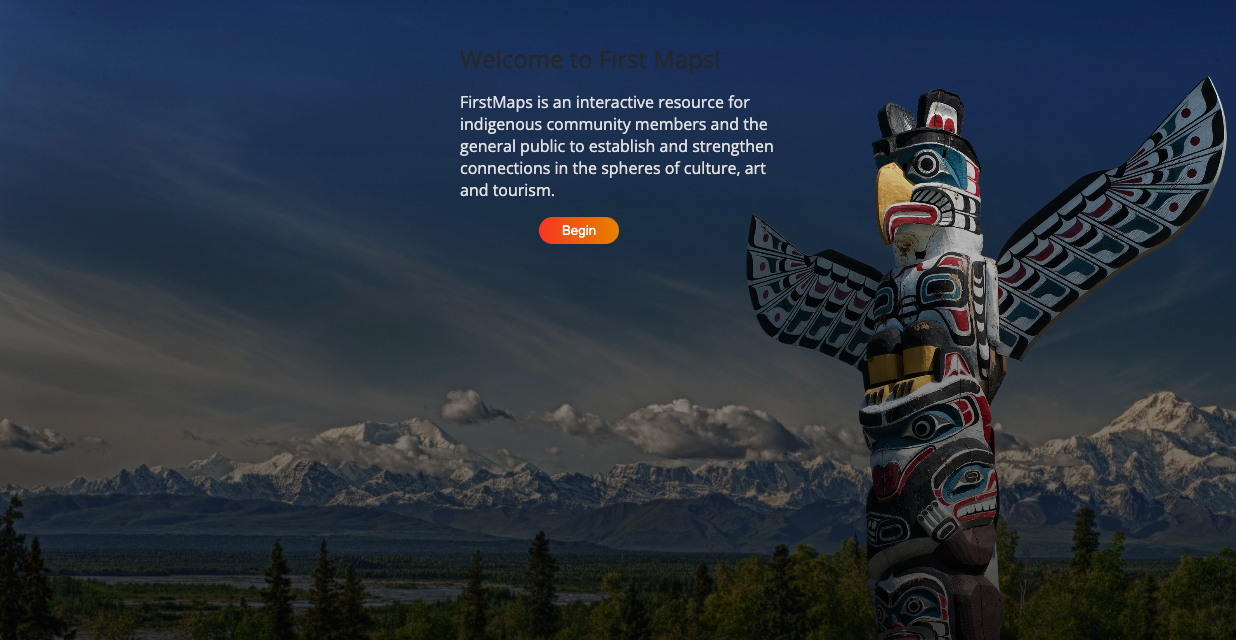 Welcome to First Maps!
FirstMaps is an interactive resource for
indigenous community members and the
general public to establish and strengthen
connections in the spheres of culture, art
and tourism.
Begin